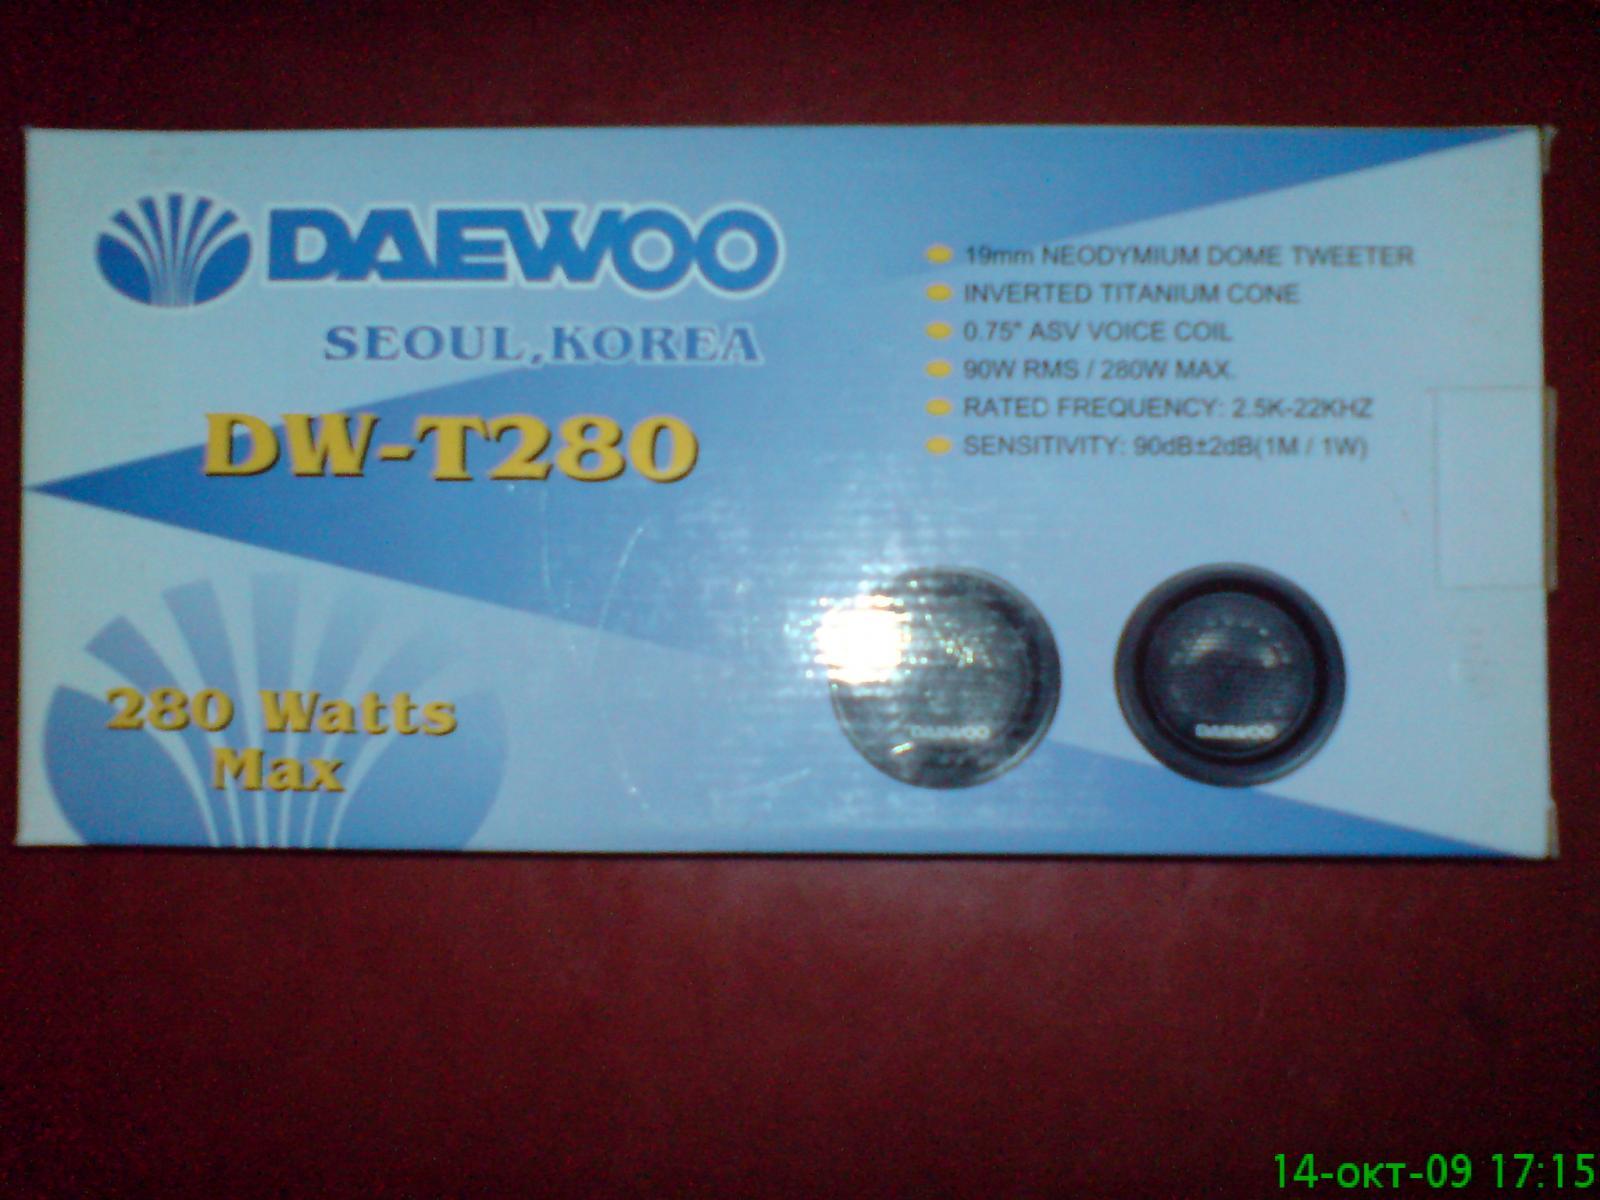 DAEWOO
SEOUL,KOREA
DW-T280
280 Watts
Max
19mm NEODYMIUM DOME TWEETER
INVERTED TITANIUM CONE
0.75" ASV VOICE COIL
90W RMS / 280W MAX.
RATED FREQUENCY: 2.5K-22KHZ
SENSITIVITY: 90dB±2dB(1M / 1W)
DAEWOO
DAEWOO
14-окт-09 17:15